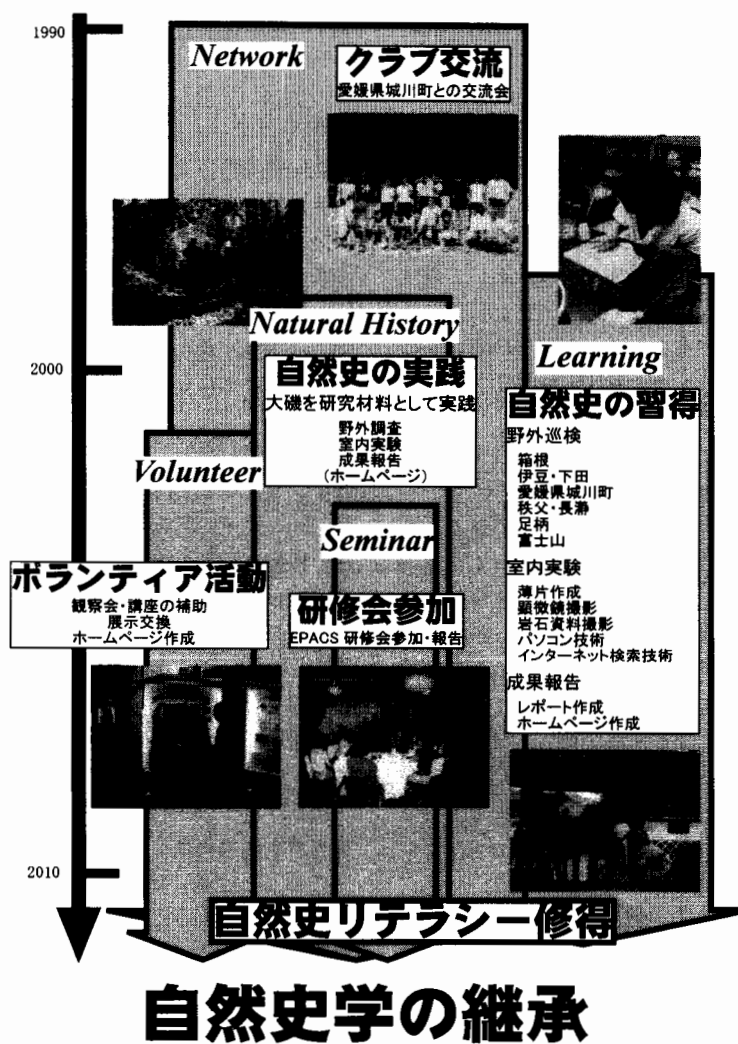 1990
Network
クラブ交流
愛媛県城川町との交流会
Natural History
自然史の実践
大磯を研究材料として実践
野外調査
室内実験
成果報告
(ホームページ)
2000
Learning
自然史の習得
野外巡検
箱根
伊豆・下田
愛媛県城川町
秩父・長瀞
足柄
富士山
室内実験
薄片作成
顕微鏡撮影
岩石資料撮影
パソコン技術
インターネット検索技術
成果報告
レポート作成
ホームページ作成
Volunteer
ボランティア活動
観察会・講座の補助
展示交換
ホームページ作成
Seminar
研修会参加
EPACS 研修会参加・報告
2010
自然史リテラシー修得
自然史学の継承